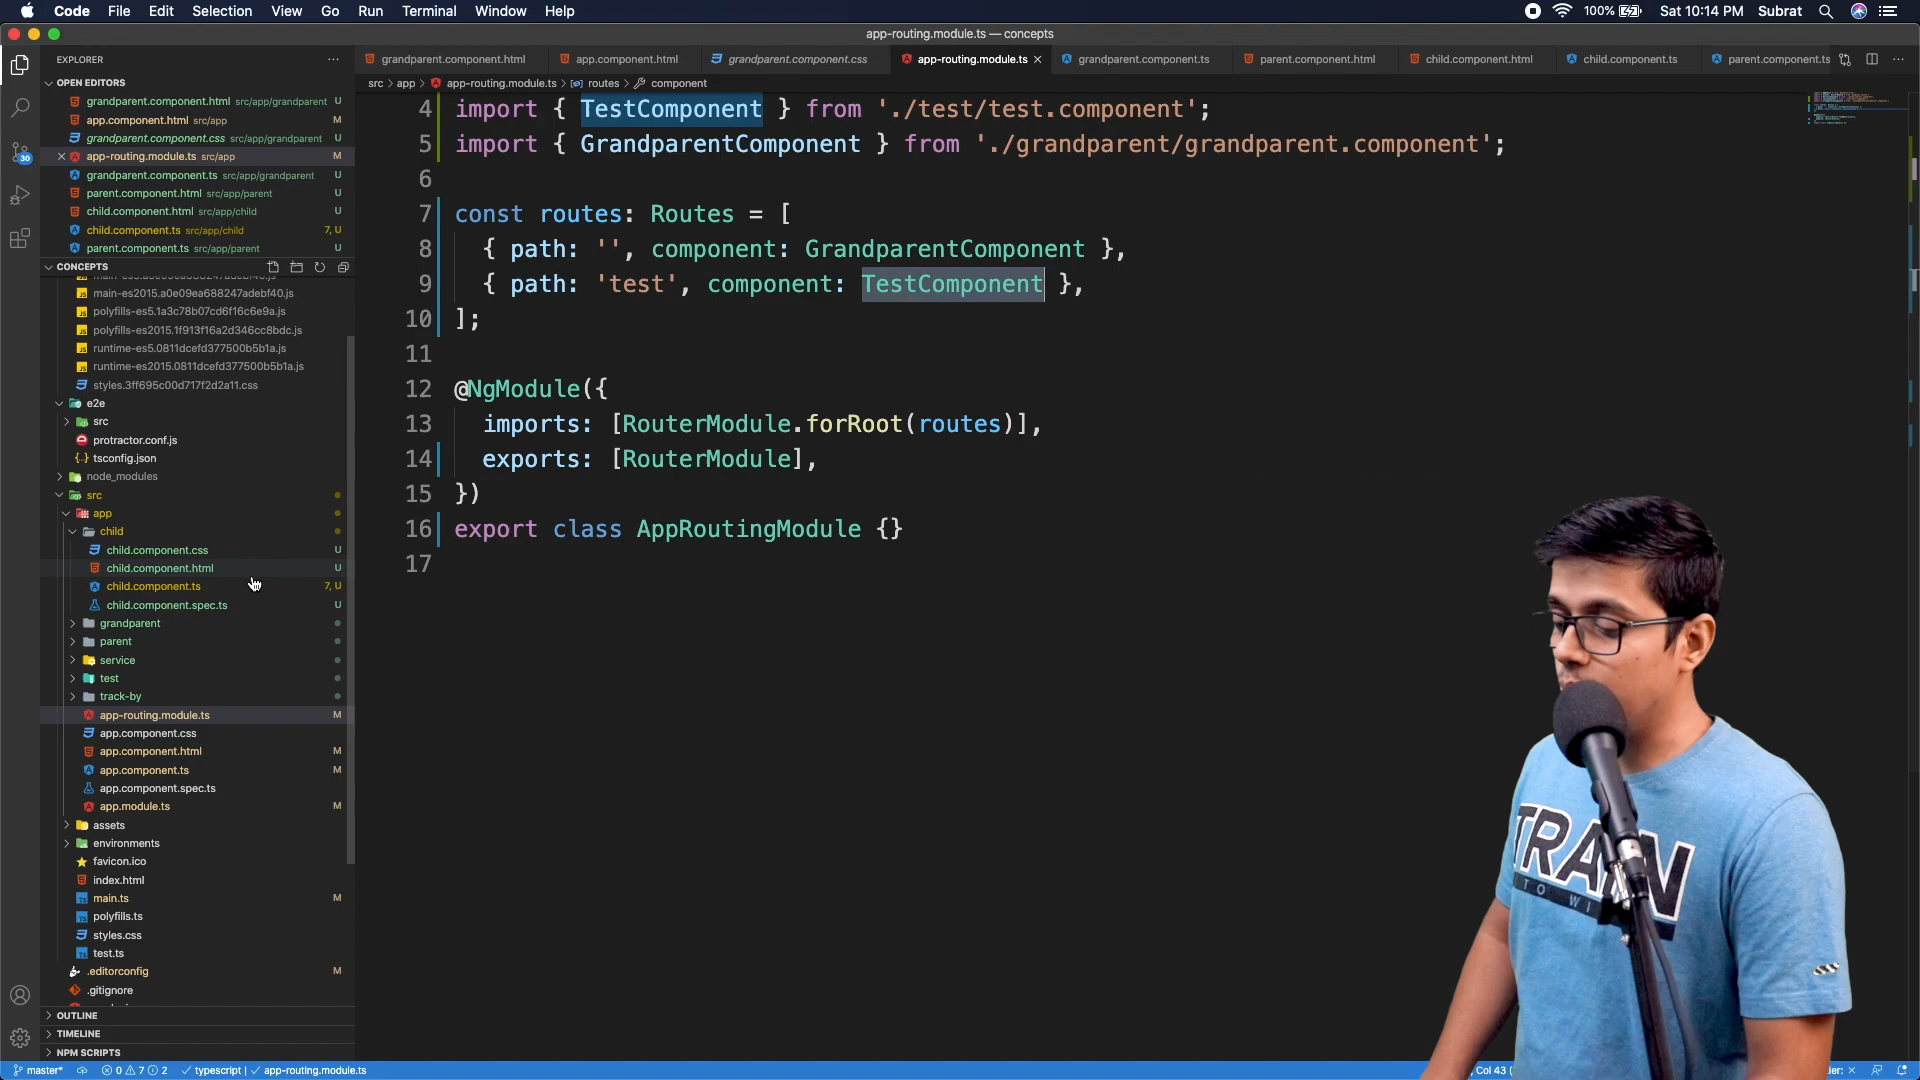 Code File Edit Selection View Go Run Terminal Window Help
100% Sat 10:14 PM Subrat
app-routing.module.ts — concepts
EXPLORER
grandparent.component.html app.component.html grandparent.component.css app-routing.module.ts grandparent.component.ts parent.component.html child.component.html child.component.ts parent.component.ts
src > app > app-routing.module.ts > routes > component
OPEN EDITORS
grandparent.component.html src/app/grandparent U
app.component.html src/app M
grandparent.component.css src/app/grandparent U
app-routing.module.ts src/app M
grandparent.component.ts src/app/grandparent U
parent.component.html src/app/parent U
child.component.html src/app/child U
child.component.ts src/app/child 7, U
parent.component.ts src/app/parent U
CONCEPTS
main-es2015.a0e09ea688247adebf40.js
polyfills-es5.1a3c78b07cd6f16c6e9a.js
polyfills-es2015.1f913f16a2d346cc8bdc.js
runtime-es5.0811dcefd377500b5b1a.js
runtime-es2015.0811dcefd377500b5b1a.js
styles.3ff695c00d717f2d2a11.css
e2e
src
protractor.conf.js
tsconfig.json
node_modules
src
app
child
child.component.css U
child.component.html U
child.component.ts 7, U
child.component.spec.ts U
grandparent
parent
service
test
track-by
app-routing.module.ts M
app.component.css
app.component.html M
app.component.ts M
app.component.spec.ts
app.module.ts M
assets
environments
favicon.ico
index.html
main.ts M
polyfills.ts
styles.css
test.ts
.editorconfig M
.gitignore
OUTLINE
TIMELINE
NPM SCRIPTS
4 import { TestComponent } from './test/test.component';
5 import { GrandparentComponent } from './grandparent/grandparent.component';
6
7 const routes: Routes = [
8 { path: '', component: GrandparentComponent },
9 { path: 'test', component: TestComponent },
10 ];
11
12 @NgModule({
13 imports: [RouterModule.forRoot(routes)],
14 exports: [RouterModule],
15 })
16 export class AppRoutingModule {}
17
30
TRAIN
TO WI
master* 0 7 2 typescript | app-routing.module.ts
Col 43